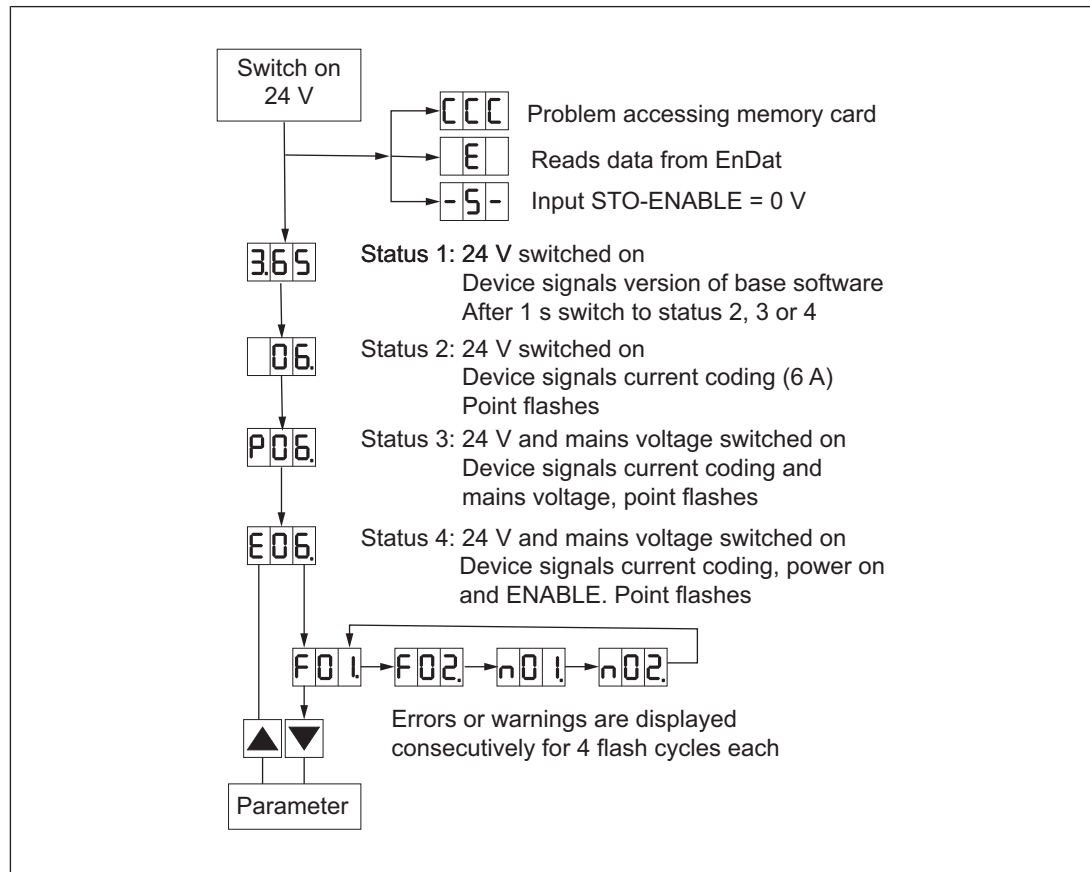 Switch on
24 V
CCC Problem accessing memory card
E Reads data from EnDat
-S- Input STO-ENABLE = 0 V
3.65 Status 1: 24 V switched on
Device signals version of base software
After 1 s switch to status 2, 3 or 4
06. Status 2: 24 V switched on
Device signals current coding (6 A)
Point flashes
P06. Status 3: 24 V and mains voltage switched on
Device signals current coding and
mains voltage, point flashes
E06. Status 4: 24 V and mains voltage switched on
Device signals current coding, power on
and ENABLE. Point flashes
F01. F02. n01. n02.
Errors or warnings are displayed
consecutively for 4 flash cycles each
Parameter